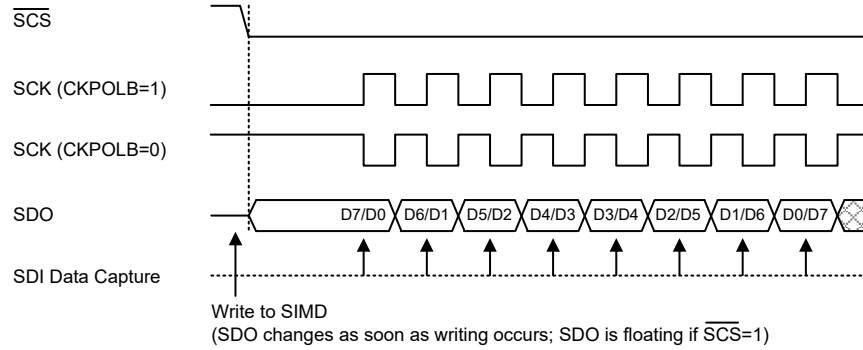 SCS
SCK (CKPOLB=1)
SCK (CKPOLB=0)
SDO D7/D0 D6/D1 D5/D2 D4/D3 D3/D4 D2/D5 D1/D6 D0/D7
SDI Data Capture
Write to SIMD
(SDO changes as soon as writing occurs; SDO is floating if SCS=1)